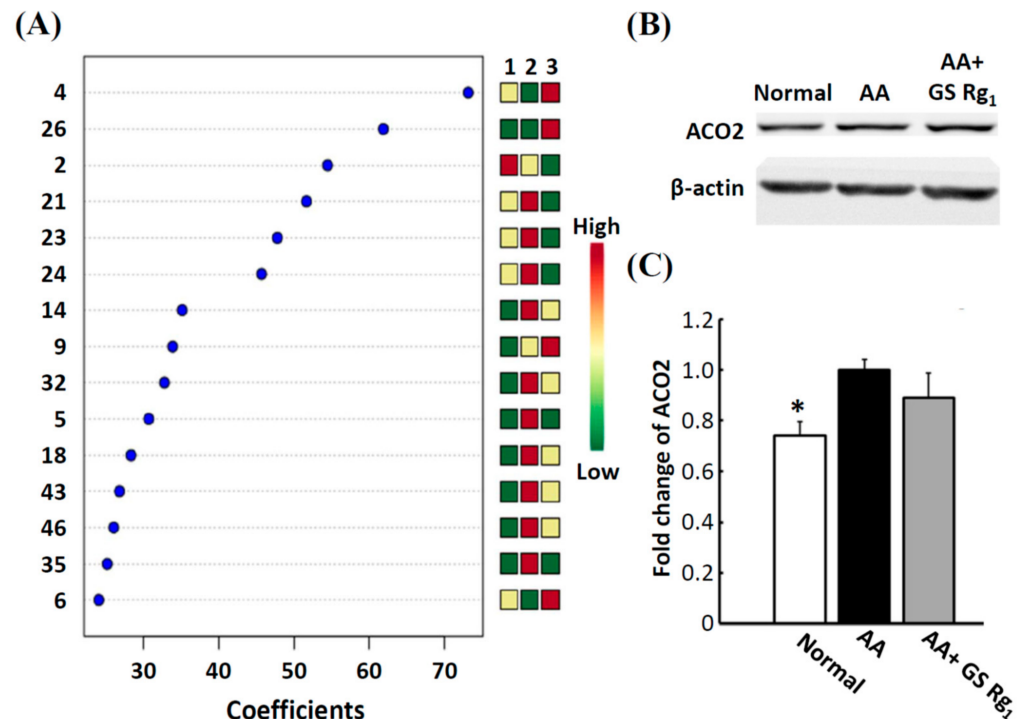 (A)
1 2 3
4
26
2
21
23
24
14
9
32
5
18
43
46
35
6
30 40 50 60 70
Coefficients
High
Low
(B)
Normal AA AA+
GS Rg₁
ACO2
β-actin
(C)
Fold change of ACO2
1.2
1.0
0.8
0.6
0.4
0.2
0
*
Normal
AA
AA+ GS Rg₁